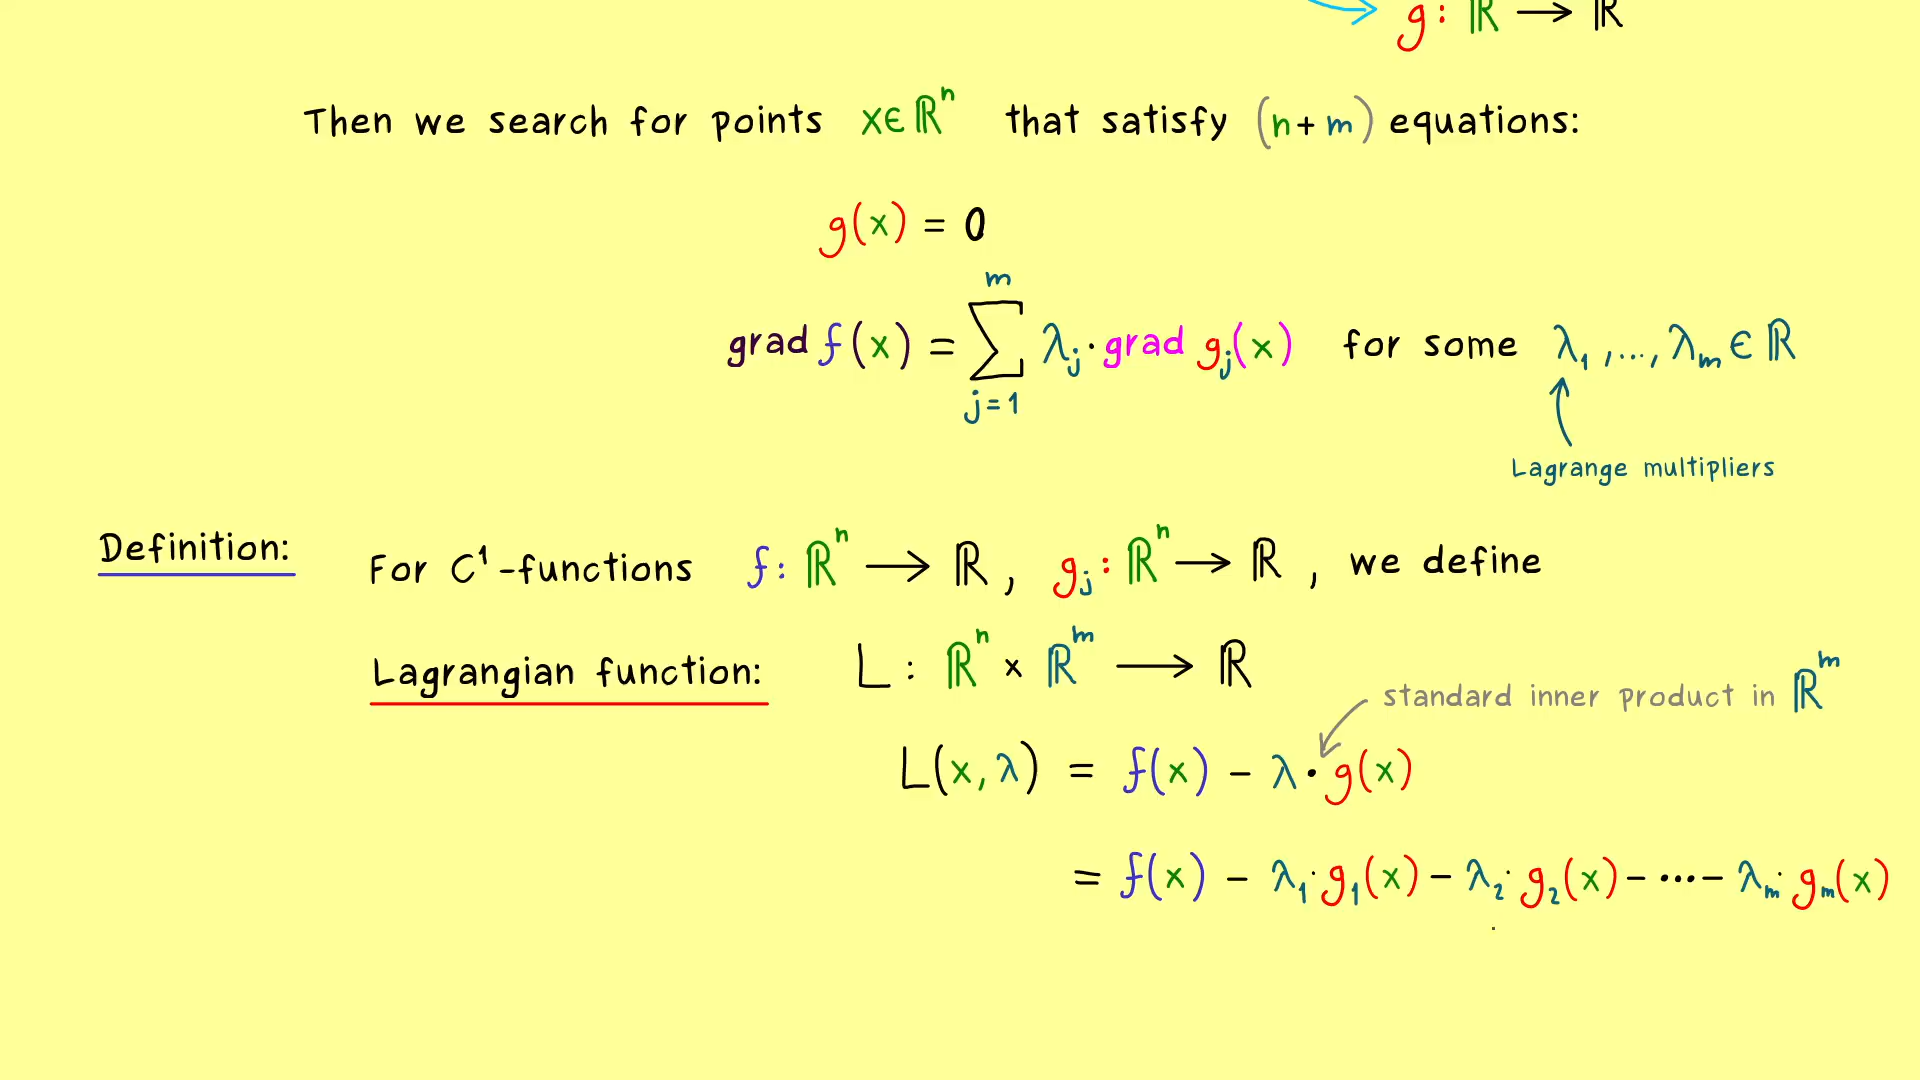 g : ℝ ⟶ ℝ
Then we search for points x∈ℝⁿ that satisfy (n+m) equations:
g(x) = 0
grad f(x) = ∑_{j=1}^{m} λⱼ · grad gⱼ(x) for some λ₁ ,..., λₘ ∈ ℝ
Lagrange multipliers
Definition: For C¹-functions f: ℝⁿ ⟶ ℝ , gⱼ : ℝⁿ ⟶ ℝ , we define
Lagrangian function: L : ℝⁿ × ℝᵐ ⟶ ℝ
standard inner product in ℝᵐ
L(x,λ) = f(x) − λ · g(x)
= f(x) − λ₁· g₁(x) − λ₂· g₂(x) − ··· − λₘ· gₘ(x)